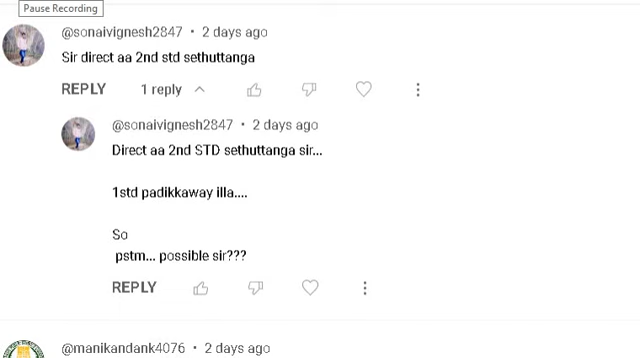 Pause Recording
@sonaivignesh2847 • 2 days ago
Sir direct aa 2nd std sethuttanga
REPLY 1 reply
@sonaivignesh2847 • 2 days ago
Direct aa 2nd STD sethuttanga sir...
1std padikkaway illa....
So
pstm... possible sir???
REPLY
@manikandank4076 • 2 days ago